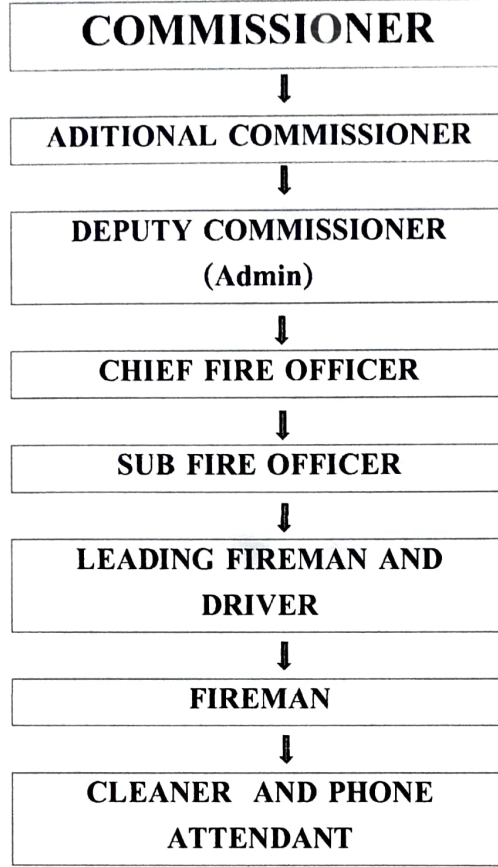 COMMISSIONER
ADITIONAL COMMISSIONER
DEPUTY COMMISSIONER
(Admin)
CHIEF FIRE OFFICER
SUB FIRE OFFICER
LEADING FIREMAN AND
DRIVER
FIREMAN
CLEANER AND PHONE
ATTENDANT